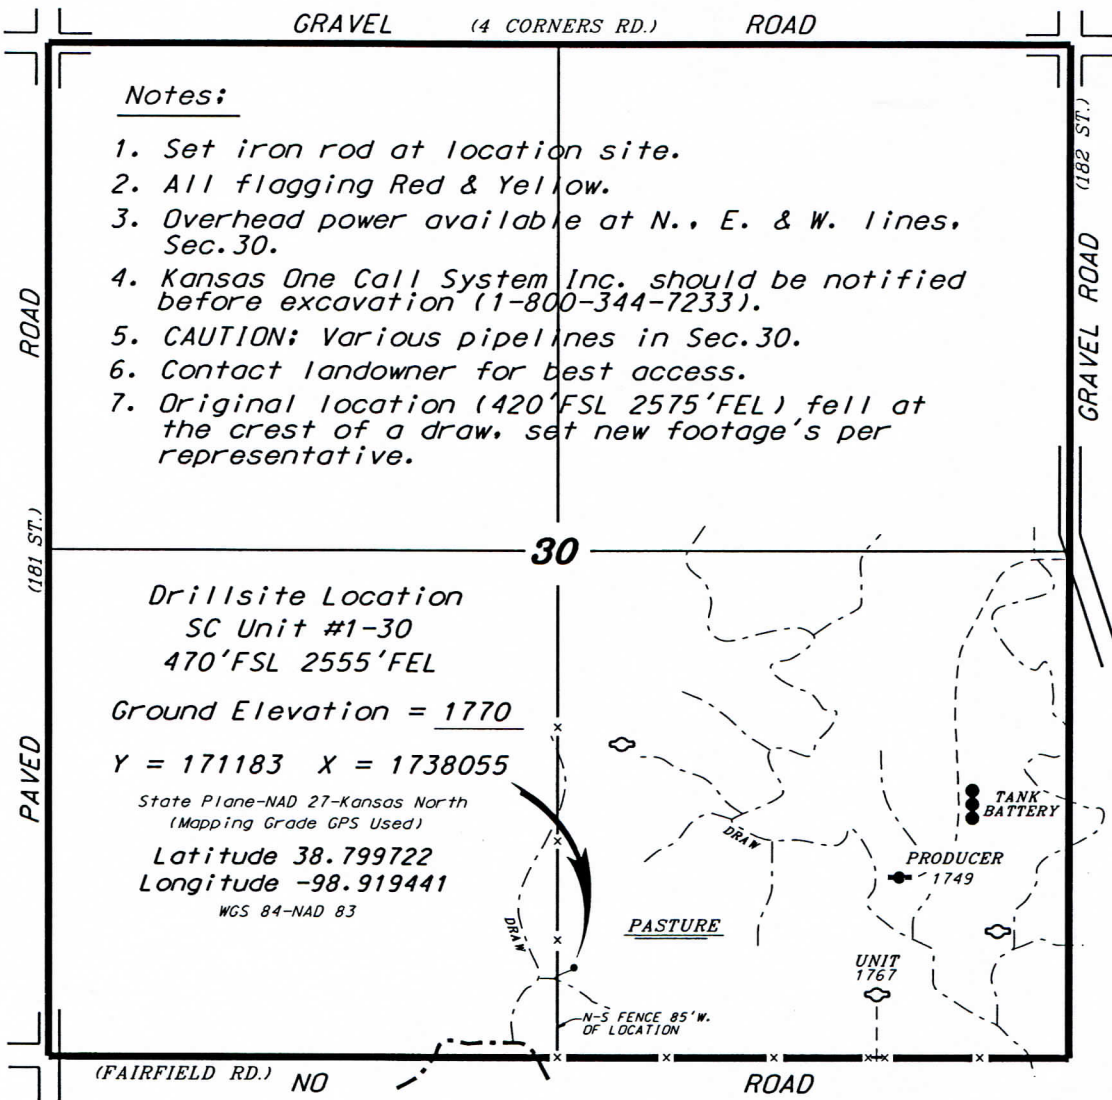 GRAVEL (4 CORNERS RD.) ROAD
Notes:
1. Set iron rod at location site.
2. All flagging Red & Yellow.
3. Overhead power available at N., E. & W. lines,
Sec.30.
4. Kansas One Call System Inc. should be notified
before excavation (1-800-344-7233).
5. CAUTION: Various pipelines in Sec.30.
6. Contact landowner for best access.
7. Original location (420'FSL 2575'FEL) fell at
the crest of a draw, set new footage's per
representative.
PAVED (181 ST.) ROAD
GRAVEL ROAD (182 ST.)
30
Drillsite Location
SC Unit #1-30
470'FSL 2555'FEL
Ground Elevation = 1770
Y = 171183 X = 1738055
State Plane-NAD 27-Kansas North
(Mapping Grade GPS Used)
Latitude 38.799722
Longitude -98.919441
WGS 84-NAD 83
TANK
BATTERY
DRAW
PRODUCER
1749
DRAW
PASTURE
UNIT
1767
N-S FENCE 85'W.
OF LOCATION
(FAIRFIELD RD.) NO ROAD